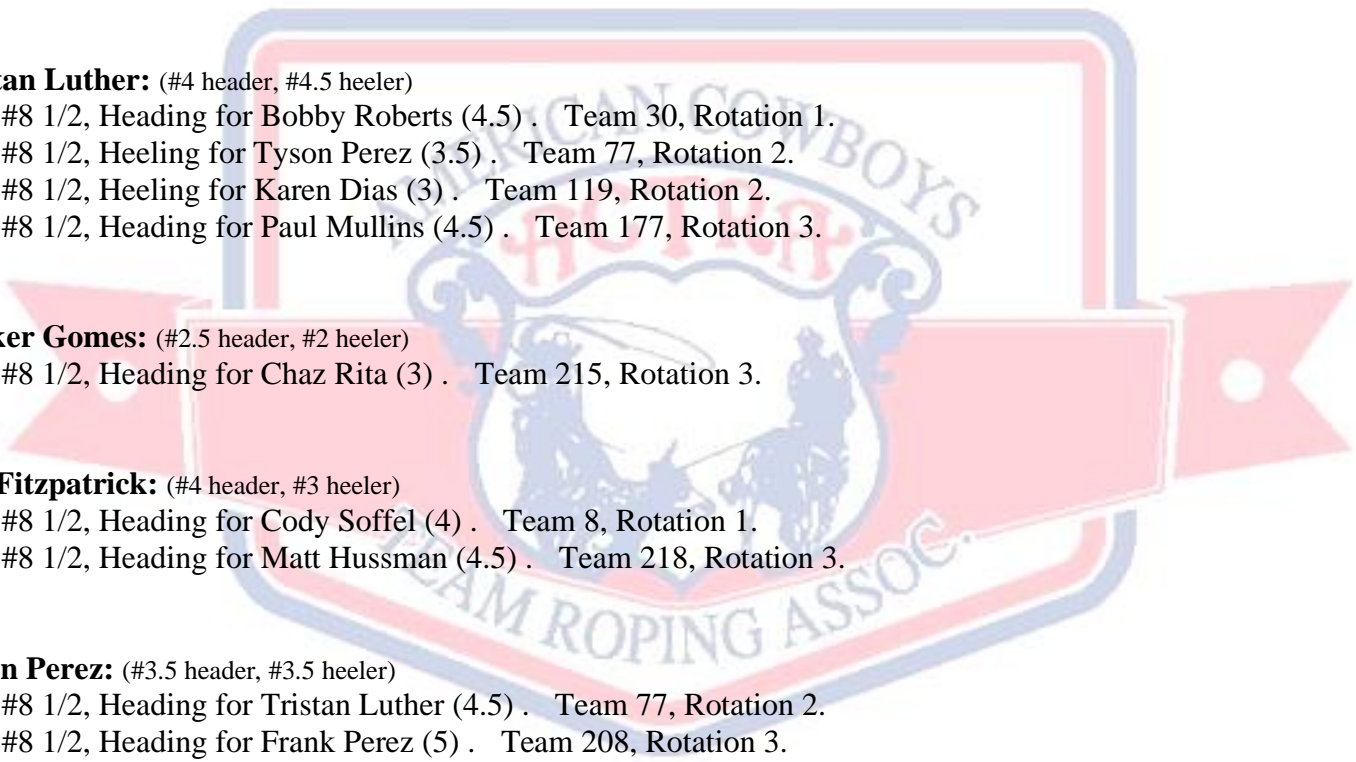 tan Luther: (#4 header, #4.5 heeler)
#8 1/2, Heading for Bobby Roberts (4.5) . Team 30, Rotation 1.
#8 1/2, Heeling for Tyson Perez (3.5) . Team 77, Rotation 2.
#8 1/2, Heeling for Karen Dias (3) . Team 119, Rotation 2.
#8 1/2, Heading for Paul Mullins (4.5) . Team 177, Rotation 3.
ker Gomes: (#2.5 header, #2 heeler)
#8 1/2, Heading for Chaz Rita (3) . Team 215, Rotation 3.
Fitzpatrick: (#4 header, #3 heeler)
#8 1/2, Heading for Cody Soffel (4) . Team 8, Rotation 1.
#8 1/2, Heading for Matt Hussman (4.5) . Team 218, Rotation 3.
n Perez: (#3.5 header, #3.5 heeler)
#8 1/2, Heading for Tristan Luther (4.5) . Team 77, Rotation 2.
#8 1/2, Heading for Frank Perez (5) . Team 208, Rotation 3.
AMERICAN COWBOYS
ACTRA
TEAM ROPING ASSOC.